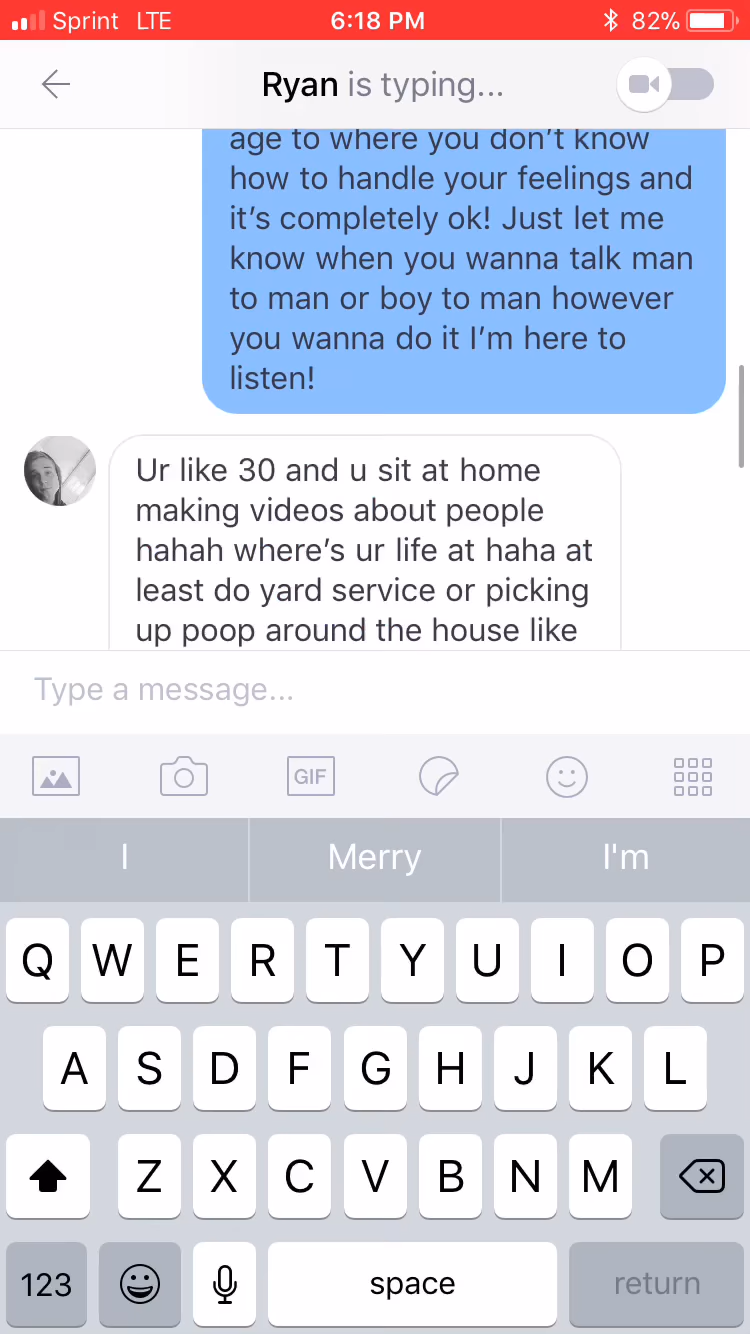 Sprint LTE 6:18 PM 82%
Ryan is typing...
age to where you don't know
how to handle your feelings and
it's completely ok! Just let me
know when you wanna talk man
to man or boy to man however
you wanna do it I'm here to
listen!
Ur like 30 and u sit at home
making videos about people
hahah where's ur life at haha at
least do yard service or picking
up poop around the house like
Type a message...
GIF
I Merry I'm
Q W E R T Y U I O P
A S D F G H J K L
Z X C V B N M
123 space return